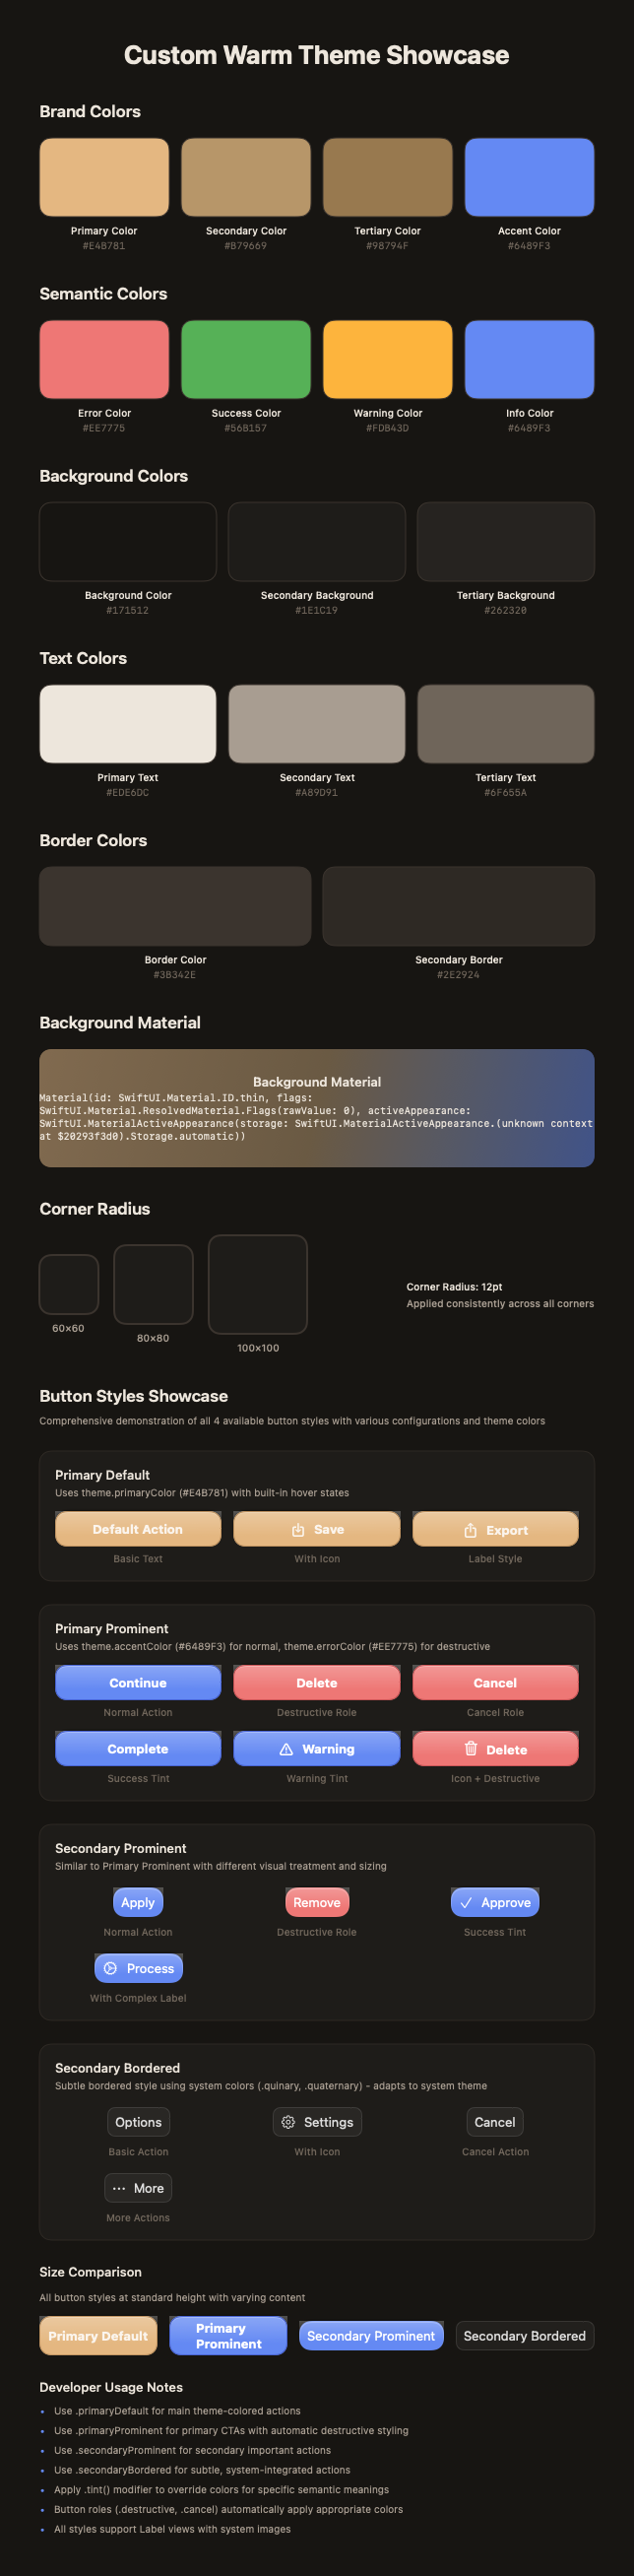 Custom Warm Theme Showcase
Brand Colors
Primary Color
#E4B781
Secondary Color
#B79669
Tertiary Color
#98794F
Accent Color
#6489F3
Semantic Colors
Error Color
#EE7775
Success Color
#56B157
Warning Color
#FDB43D
Info Color
#6489F3
Background Colors
Background Color
#171512
Secondary Background
#1E1C19
Tertiary Background
#262320
Text Colors
Primary Text
#EDE6DC
Secondary Text
#A89D91
Tertiary Text
#6F655A
Border Colors
Border Color
#3B342E
Secondary Border
#2E2924
Background Material
Background Material
Material(id: SwiftUI.Material.ID.thin, flags:
SwiftUI.Material.ResolvedMaterial.Flags(rawValue: 0), activeAppearance:
SwiftUI.MaterialActiveAppearance(storage: SwiftUI.MaterialActiveAppearance.(unknown context
at $20293f3d0).Storage.automatic))
Corner Radius
60×60
80×80
100×100
Corner Radius: 12pt
Applied consistently across all corners
Button Styles Showcase
Comprehensive demonstration of all 4 available button styles with various configurations and theme colors
Primary Default
Uses theme.primaryColor (#E4B781) with built-in hover states
Default Action
Basic Text
Save
With Icon
Export
Label Style
Primary Prominent
Uses theme.accentColor (#6489F3) for normal, theme.errorColor (#EE7775) for destructive
Continue
Normal Action
Delete
Destructive Role
Cancel
Cancel Role
Complete
Success Tint
Warning
Warning Tint
Delete
Icon + Destructive
Secondary Prominent
Similar to Primary Prominent with different visual treatment and sizing
Apply
Normal Action
Remove
Destructive Role
Approve
Success Tint
Process
With Complex Label
Secondary Bordered
Subtle bordered style using system colors (.quinary, .quaternary) - adapts to system theme
Options
Basic Action
Settings
With Icon
Cancel
Cancel Action
More
More Actions
Size Comparison
All button styles at standard height with varying content
Primary Default
Primary
Prominent
Secondary Prominent
Secondary Bordered
Developer Usage Notes
• Use .primaryDefault for main theme-colored actions
• Use .primaryProminent for primary CTAs with automatic destructive styling
• Use .secondaryProminent for secondary important actions
• Use .secondaryBordered for subtle, system-integrated actions
• Apply .tint() modifier to override colors for specific semantic meanings
• Button roles (.destructive, .cancel) automatically apply appropriate colors
• All styles support Label views with system images